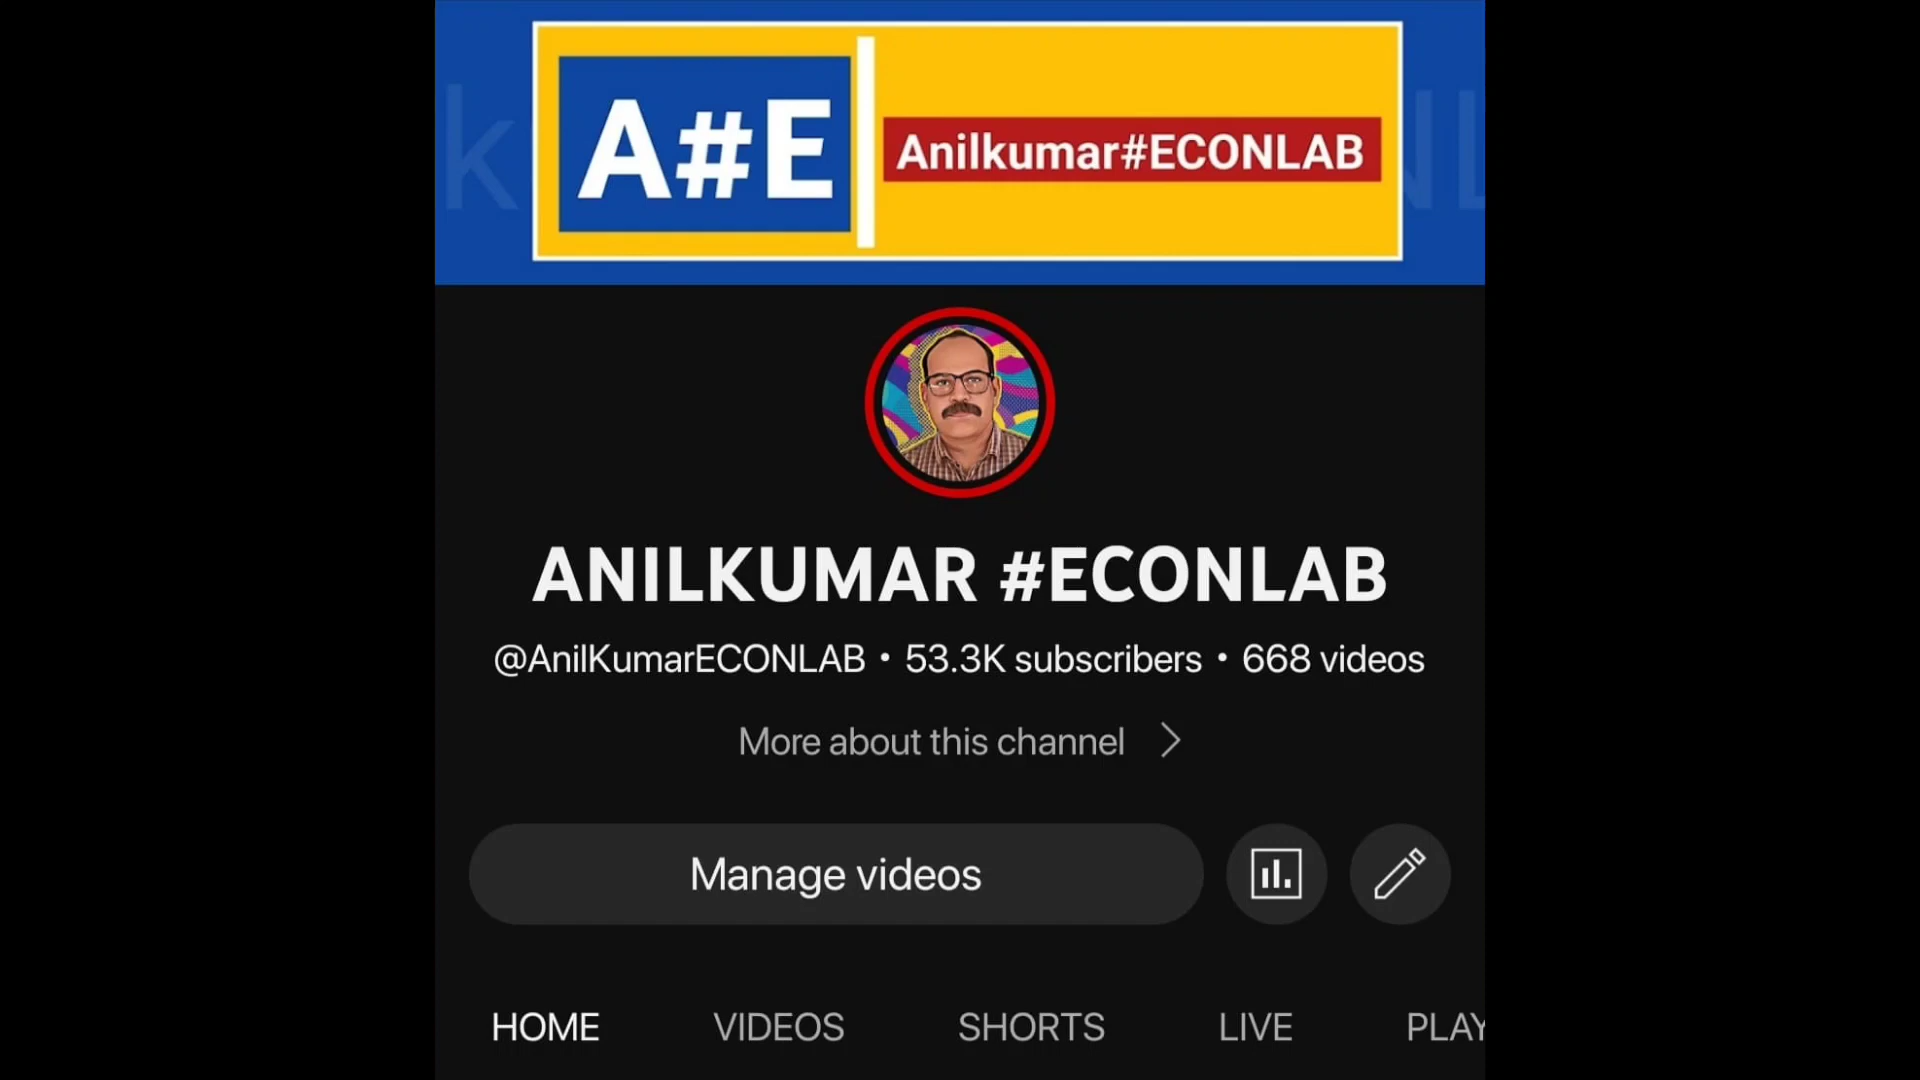 A#E
Anilkumar#ECONLAB
ANILKUMAR #ECONLAB
@AnilKumarECONLAB • 53.3K subscribers • 668 videos
More about this channel
Manage videos
HOME VIDEOS SHORTS LIVE PLAY